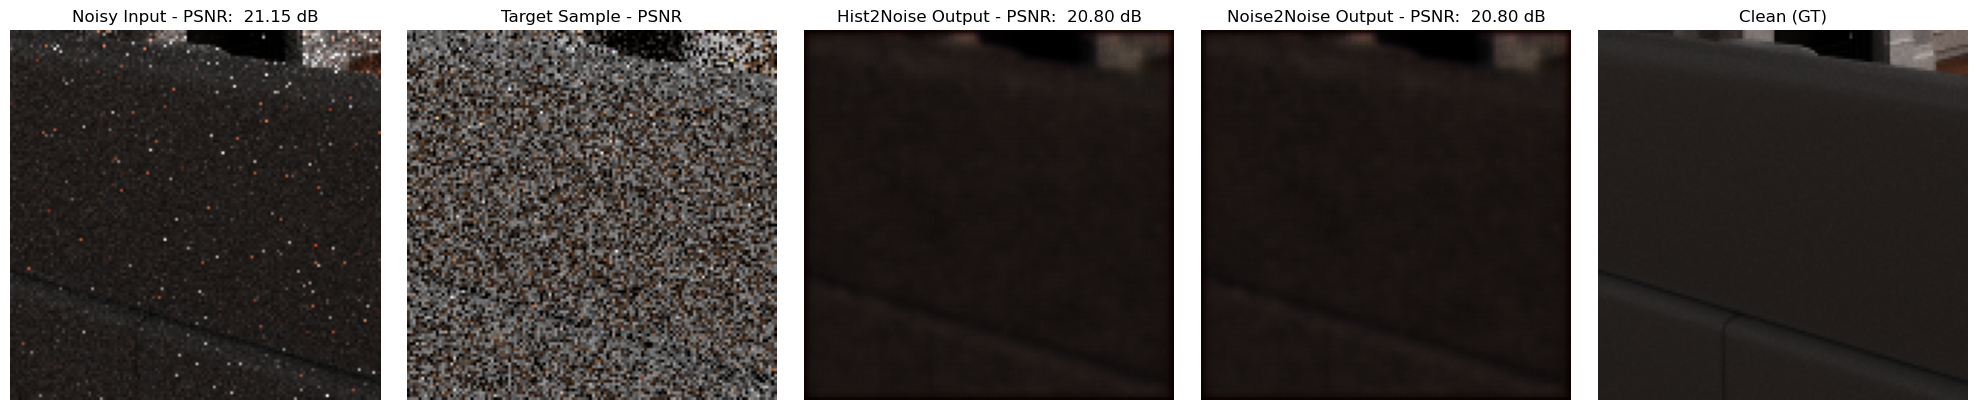 Noisy Input - PSNR:  21.15 dB
Target Sample - PSNR
Hist2Noise Output - PSNR:  20.80 dB
Noise2Noise Output - PSNR:  20.80 dB
Clean (GT)